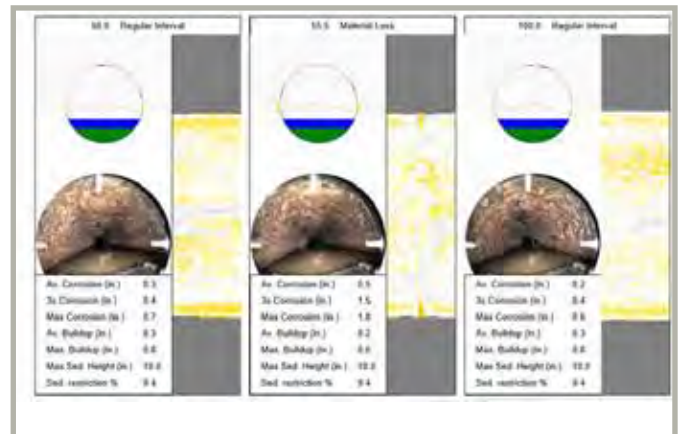 50.0 Regular Interval
Av. Corrosion (in.) 0.3
3s Corrosion (in.) 0.4
Max Corrosion (in.) 0.7
Av. Buildup (in.) 0.3
Max. Buildup (in.) 0.8
Max Sed. Height (in.) 10.0
Sed. restriction % 9.4
55.5 Material Loss
Av. Corrosion (in.) 0.5
3s Corrosion (in.) 1.5
Max Corrosion (in.) 1.8
Av. Buildup (in.) 0.2
Max. Buildup (in.) 0.6
Max Sed. Height (in.) 10.0
Sed. restriction % 9.4
100.0 Regular Interval
Av. Corrosion (in.) 0.2
3s Corrosion (in.) 0.4
Max Corrosion (in.) 0.6
Av. Buildup (in.) 0.3
Max. Buildup (in.) 0.8
Max Sed. Height (in.) 10.0
Sed. restriction % 9.4